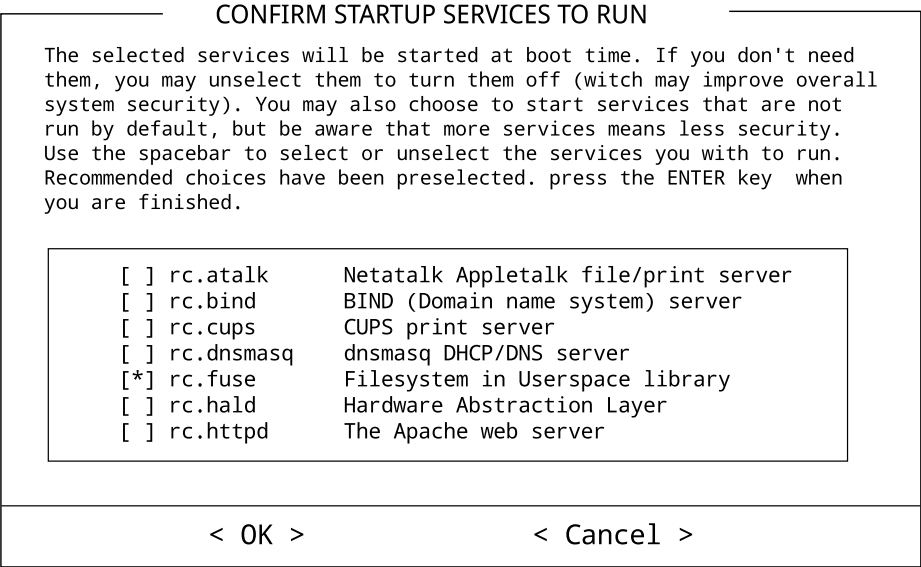 CONFIRM STARTUP SERVICES TO RUN
The selected services will be started at boot time. If you don't need
them, you may unselect them to turn them off (witch may improve overall
system security). You may also choose to start services that are not
run by default, but be aware that more services means less security.
Use the spacebar to select or unselect the services you with to run.
Recommended choices have been preselected. press the ENTER key  when
you are finished.
[ ] rc.atalk      Netatalk Appletalk file/print server
[ ] rc.bind       BIND (Domain name system) server
[ ] rc.cups       CUPS print server
[ ] rc.dnsmasq    dnsmasq DHCP/DNS server
[*] rc.fuse       Filesystem in Userspace library
[ ] rc.hald       Hardware Abstraction Layer
[ ] rc.httpd      The Apache web server
< OK >    < Cancel >